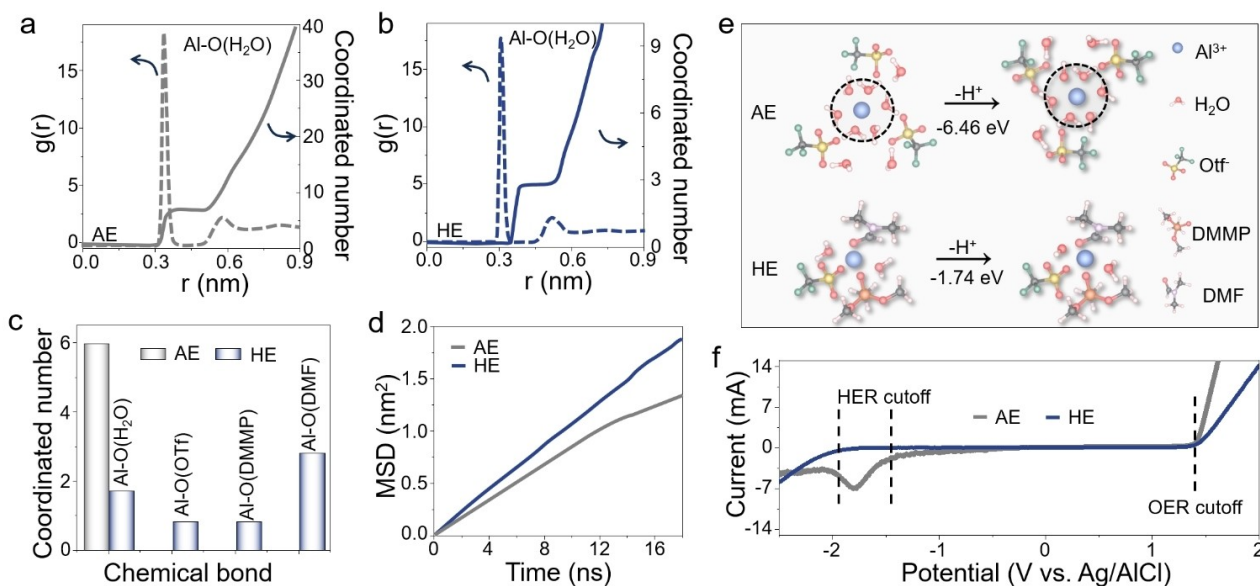 a
Al-O(H₂O)
g(r)
15
10
5
0
AE
0.0 0.3 0.6 0.9
r (nm)
40
30
20
10
0
Coordinated number
b
Al-O(H₂O)
g(r)
15
10
5
0
HE
0.0 0.3 0.6 0.9
r (nm)
9
6
3
0
Coordinated number
c
Coordinated number
6
4
2
0
AE
HE
Al-O(H₂O)
Al-O(OTf)
Al-O(DMMP)
Al-O(DMF)
Chemical bond
d
MSD (nm²)
2.0
1.5
1.0
0.5
0.0
AE
HE
0 4 8 12 16
Time (ns)
e
AE
-H⁺
-6.46 eV
HE
-H⁺
-1.74 eV
Al³⁺
H₂O
Otf⁻
DMMP
DMF
f
Current (mA)
14
7
0
-7
-14
HER cutoff
AE
HE
OER cutoff
-2 -1 0 1 2
Potential (V vs. Ag/AlCl)